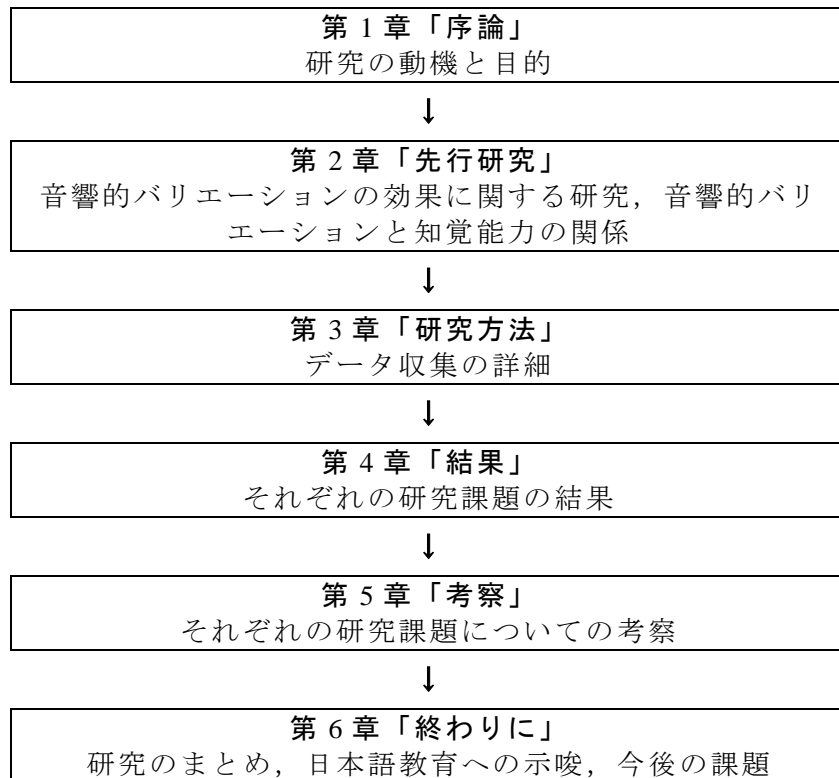 第 1 章「序論」
研究の動機と目的
↓
第 2 章「先行研究」
音響的バリエーションの効果に関する研究，音響的バリ
エーションと知覚能力の関係
↓
第 3 章「研究方法」
データ収集の詳細
↓
第 4 章「結果」
それぞれの研究課題の結果
↓
第 5 章「考察」
それぞれの研究課題についての考察
↓
第 6 章「終わりに」
研究のまとめ，日本語教育への示唆，今後の課題